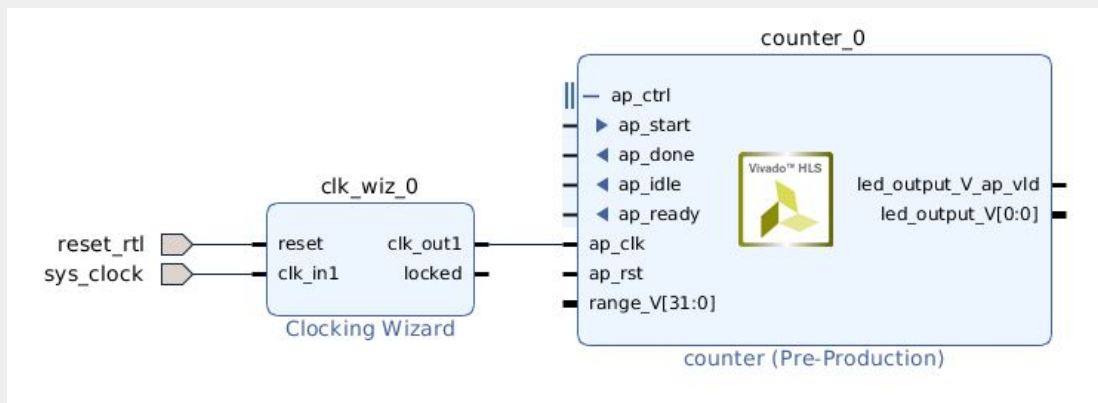 counter_0
ap_ctrl
ap_start
ap_done
ap_idle
ap_ready
ap_clk
ap_rst
range_V[31:0]
Vivado™ HLS
led_output_V_ap_vld
led_output_V[0:0]
counter (Pre-Production)
clk_wiz_0
reset_rtl
sys_clock
reset
clk_in1
clk_out1
locked
Clocking Wizard